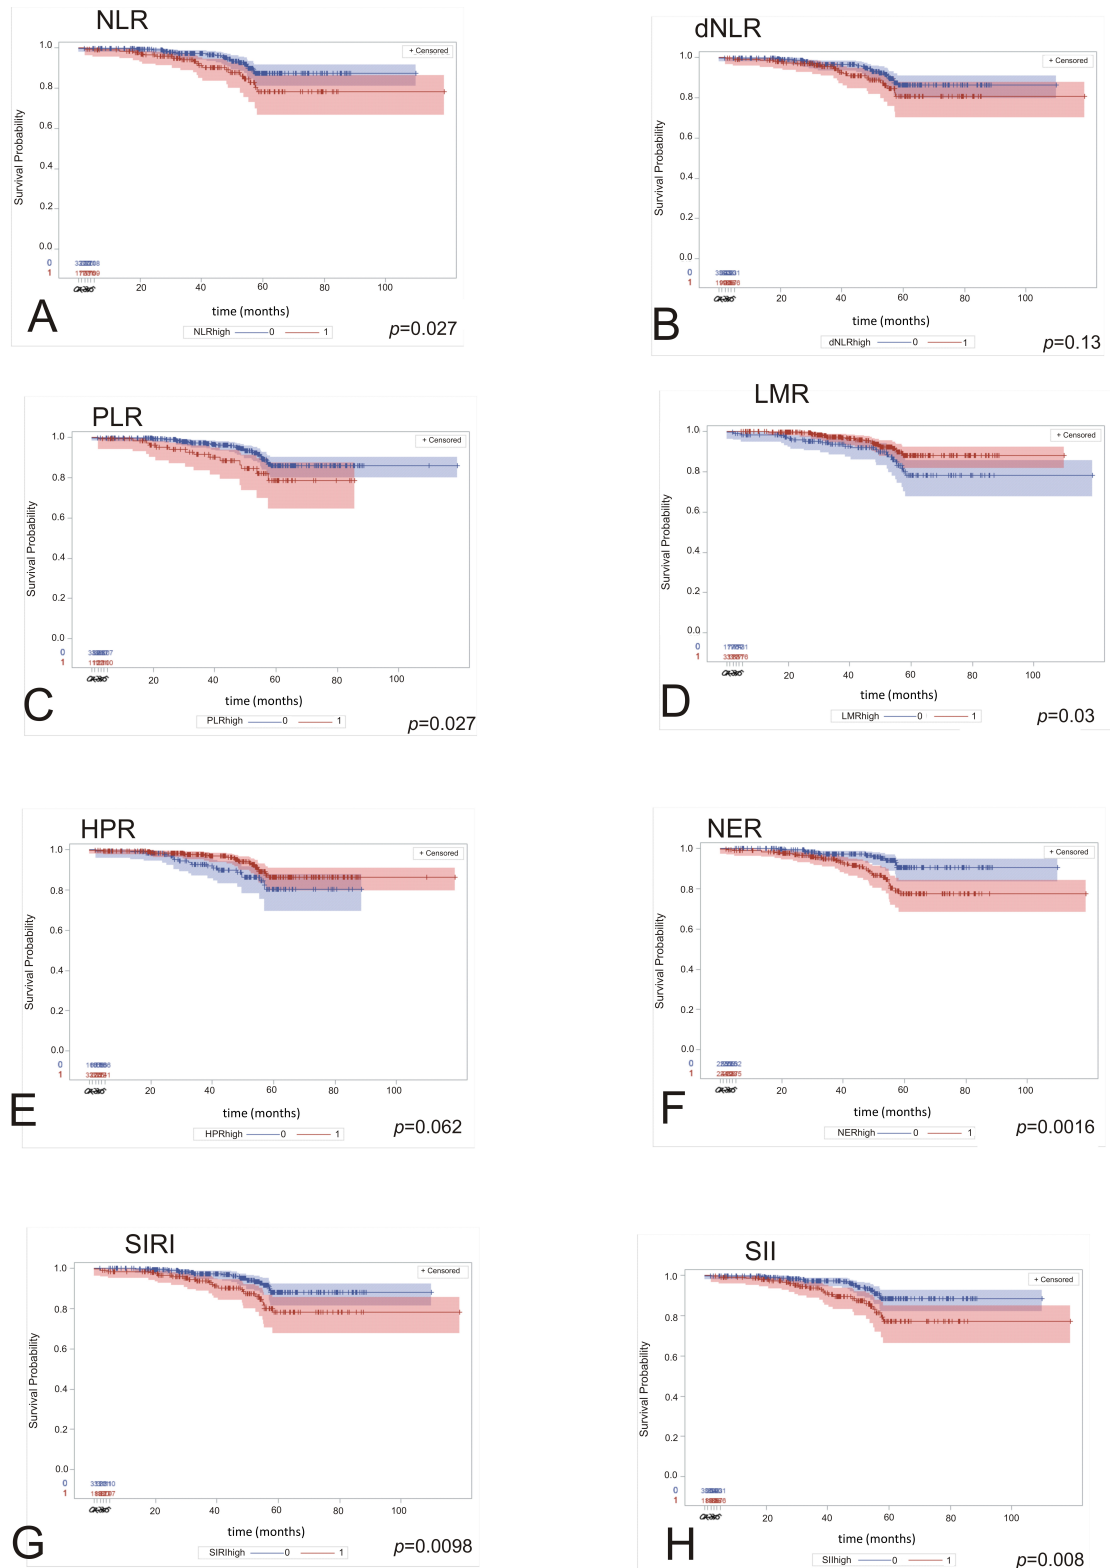 NLR
+ Censored
1.0
0.8
0.6
0.4
0.2
0.0
Survival Probability
0
1
20 40 60 80 100
time (months)
A
NLRhigh 0 1
p=0.027
dNLR
+ Censored
1.0
0.8
0.6
0.4
0.2
0.0
Survival Probability
0
1
20 40 60 80 100
time (months)
B
dNLRhigh 0 1
p=0.13
PLR
+ Censored
1.0
0.8
0.6
0.4
0.2
0.0
Survival Probability
0
1
20 40 60 80 100
time (months)
C
PLRhigh 0 1
p=0.027
LMR
+ Censored
1.0
0.8
0.6
0.4
0.2
0.0
Survival Probability
0
1
20 40 60 80 100
time (months)
D
LMRhigh 0 1
p=0.03
HPR
+ Censored
1.0
0.8
0.6
0.4
0.2
0.0
Survival Probability
0
1
20 40 60 80 100
time (months)
E
HPRhigh 0 1
p=0.062
NER
+ Censored
1.0
0.8
0.6
0.4
0.2
0.0
Survival Probability
0
1
20 40 60 80 100
time (months)
F
NERhigh 0 1
p=0.0016
SIRI
+ Censored
1.0
0.8
0.6
0.4
0.2
0.0
Survival Probability
0
1
20 40 60 80 100
time (months)
G
SIRIhigh 0 1
p=0.0098
SII
+ Censored
1.0
0.8
0.6
0.4
0.2
0.0
Survival Probability
0
1
20 40 60 80 100
time (months)
H
SIIhigh 0 1
p=0.008